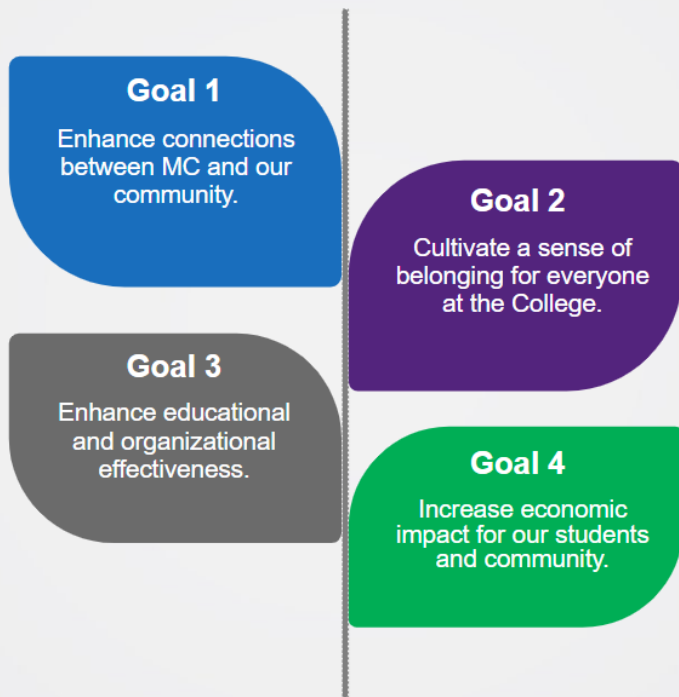 Goal 1
Enhance connections
between MC and our
community.
Goal 2
Cultivate a sense of
belonging for everyone
at the College.
Goal 3
Enhance educational
and organizational
effectiveness.
Goal 4
Increase economic
impact for our students
and community.